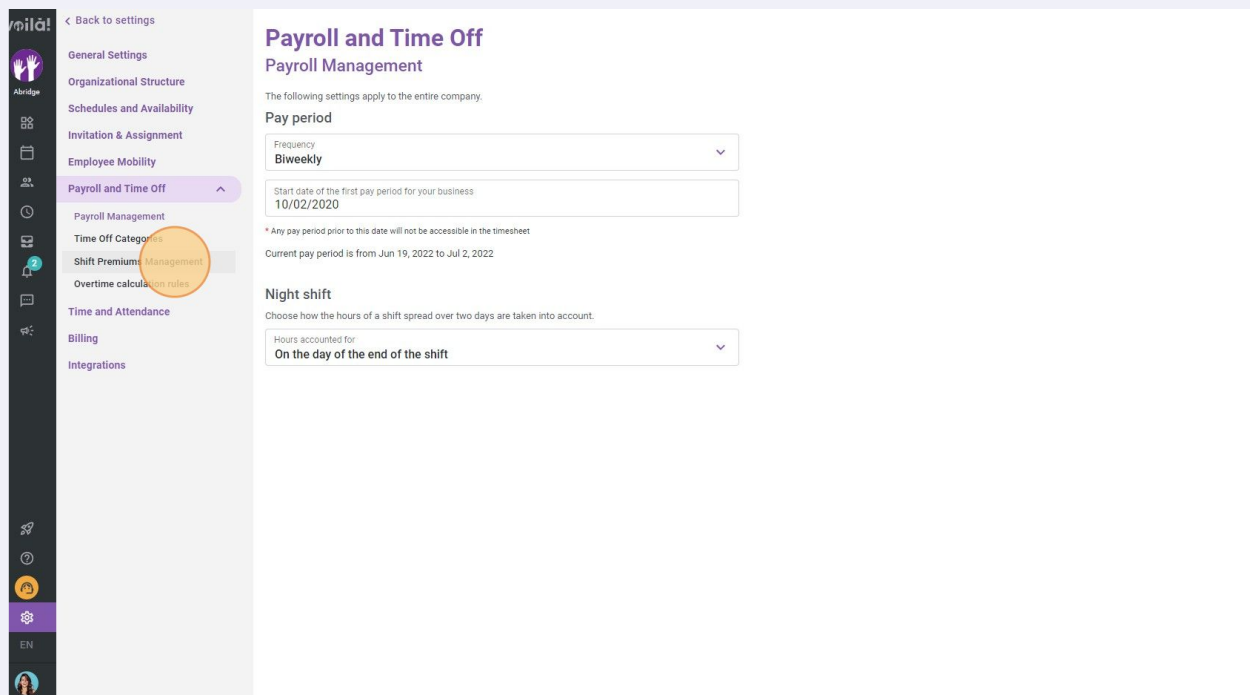 voilà!
Abridge
2
EN
Back to settings
General Settings
Organizational Structure
Schedules and Availability
Invitation & Assignment
Employee Mobility
Payroll and Time Off
Payroll Management
Time Off Categories
Shift Premiums Management
Overtime calculation rules
Time and Attendance
Billing
Integrations
Payroll and Time Off
Payroll Management
The following settings apply to the entire company.
Pay period
Frequency
Biweekly
Start date of the first pay period for your business
10/02/2020
* Any pay period prior to this date will not be accessible in the timesheet
Current pay period is from Jun 19, 2022 to Jul 2, 2022
Night shift
Choose how the hours of a shift spread over two days are taken into account.
Hours accounted for
On the day of the end of the shift